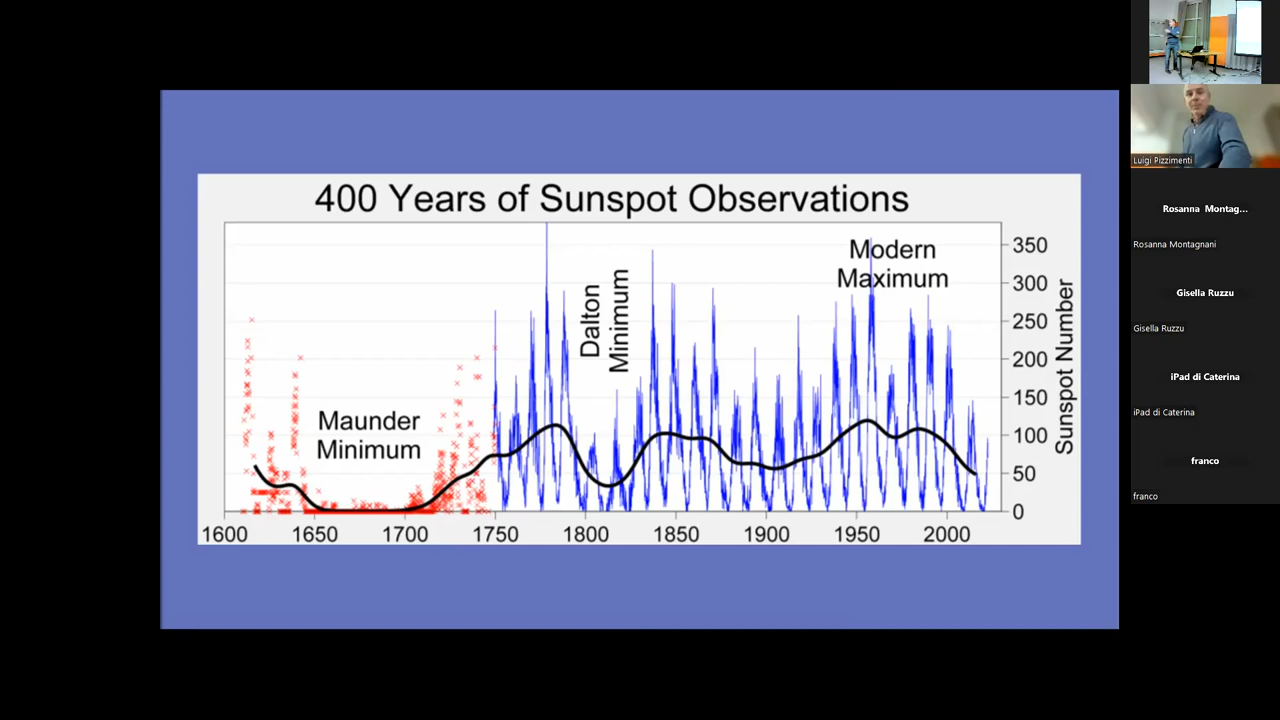 400 Years of Sunspot Observations
Modern
Maximum
Dalton
Minimum
Maunder
Minimum
350
300
250
200
150
100
50
0
Sunspot Number
1600 1650 1700 1750 1800 1850 1900 1950 2000
Luigi Pizzimenti
Rosanna Montag...
Rosanna Montagnani
Gisella Ruzzu
Gisella Ruzzu
iPad di Caterina
iPad di Caterina
franco
franco